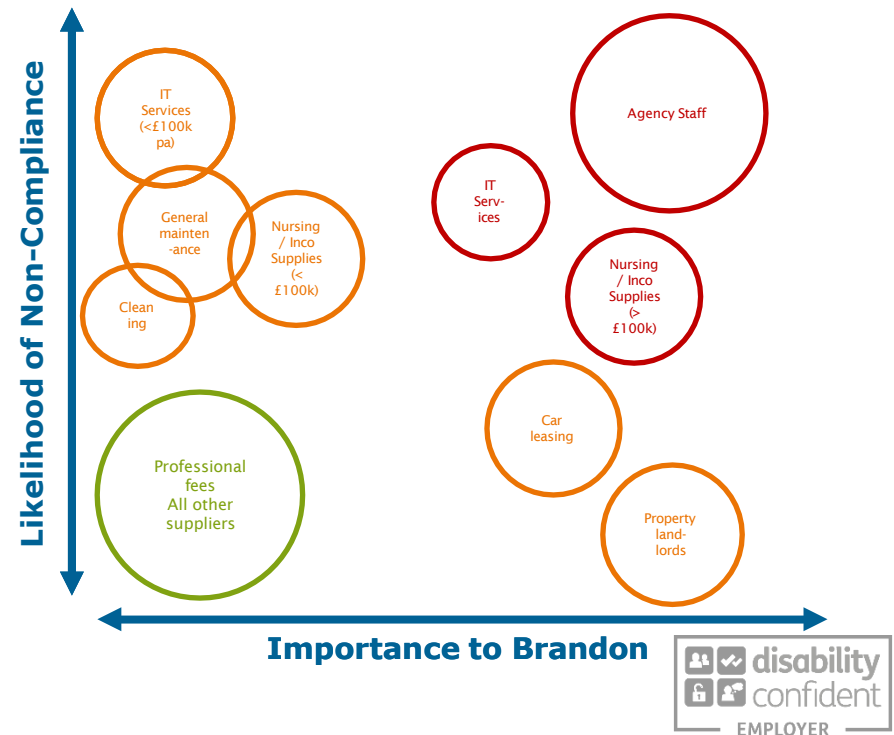 Likelihood of Non-Compliance
IT
Services
(<£100k
pa)
General
mainten
-ance
Nursing
/ Inco
Supplies
(<
£100k)
Clean
ing
Professional
fees
All other
suppliers
Agency Staff
IT
Serv-
ices
Nursing
/ Inco
Supplies
(>
£100k)
Car
leasing
Property
land-
lords
Importance to Brandon
disability
confident
EMPLOYER